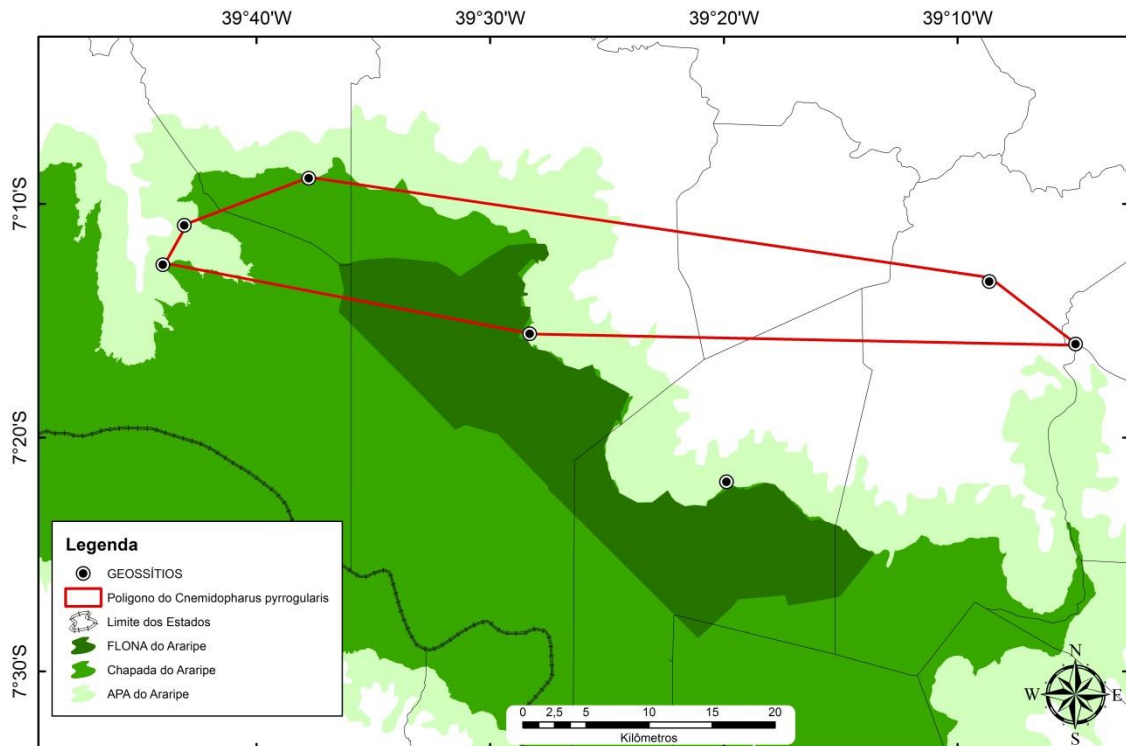 39°40'W 39°30'W 39°20'W 39°10'W
7°10'S
7°20'S
7°30'S
Legenda
GEOSSÍTIOS
Poligono do Cnemidopharus pyrrogularis
Limite dos Estados
FLONA do Araripe
Chapada do Araripe
APA do Araripe
0 2,5 5 10 15 20
Kilômetros
N
W E
S